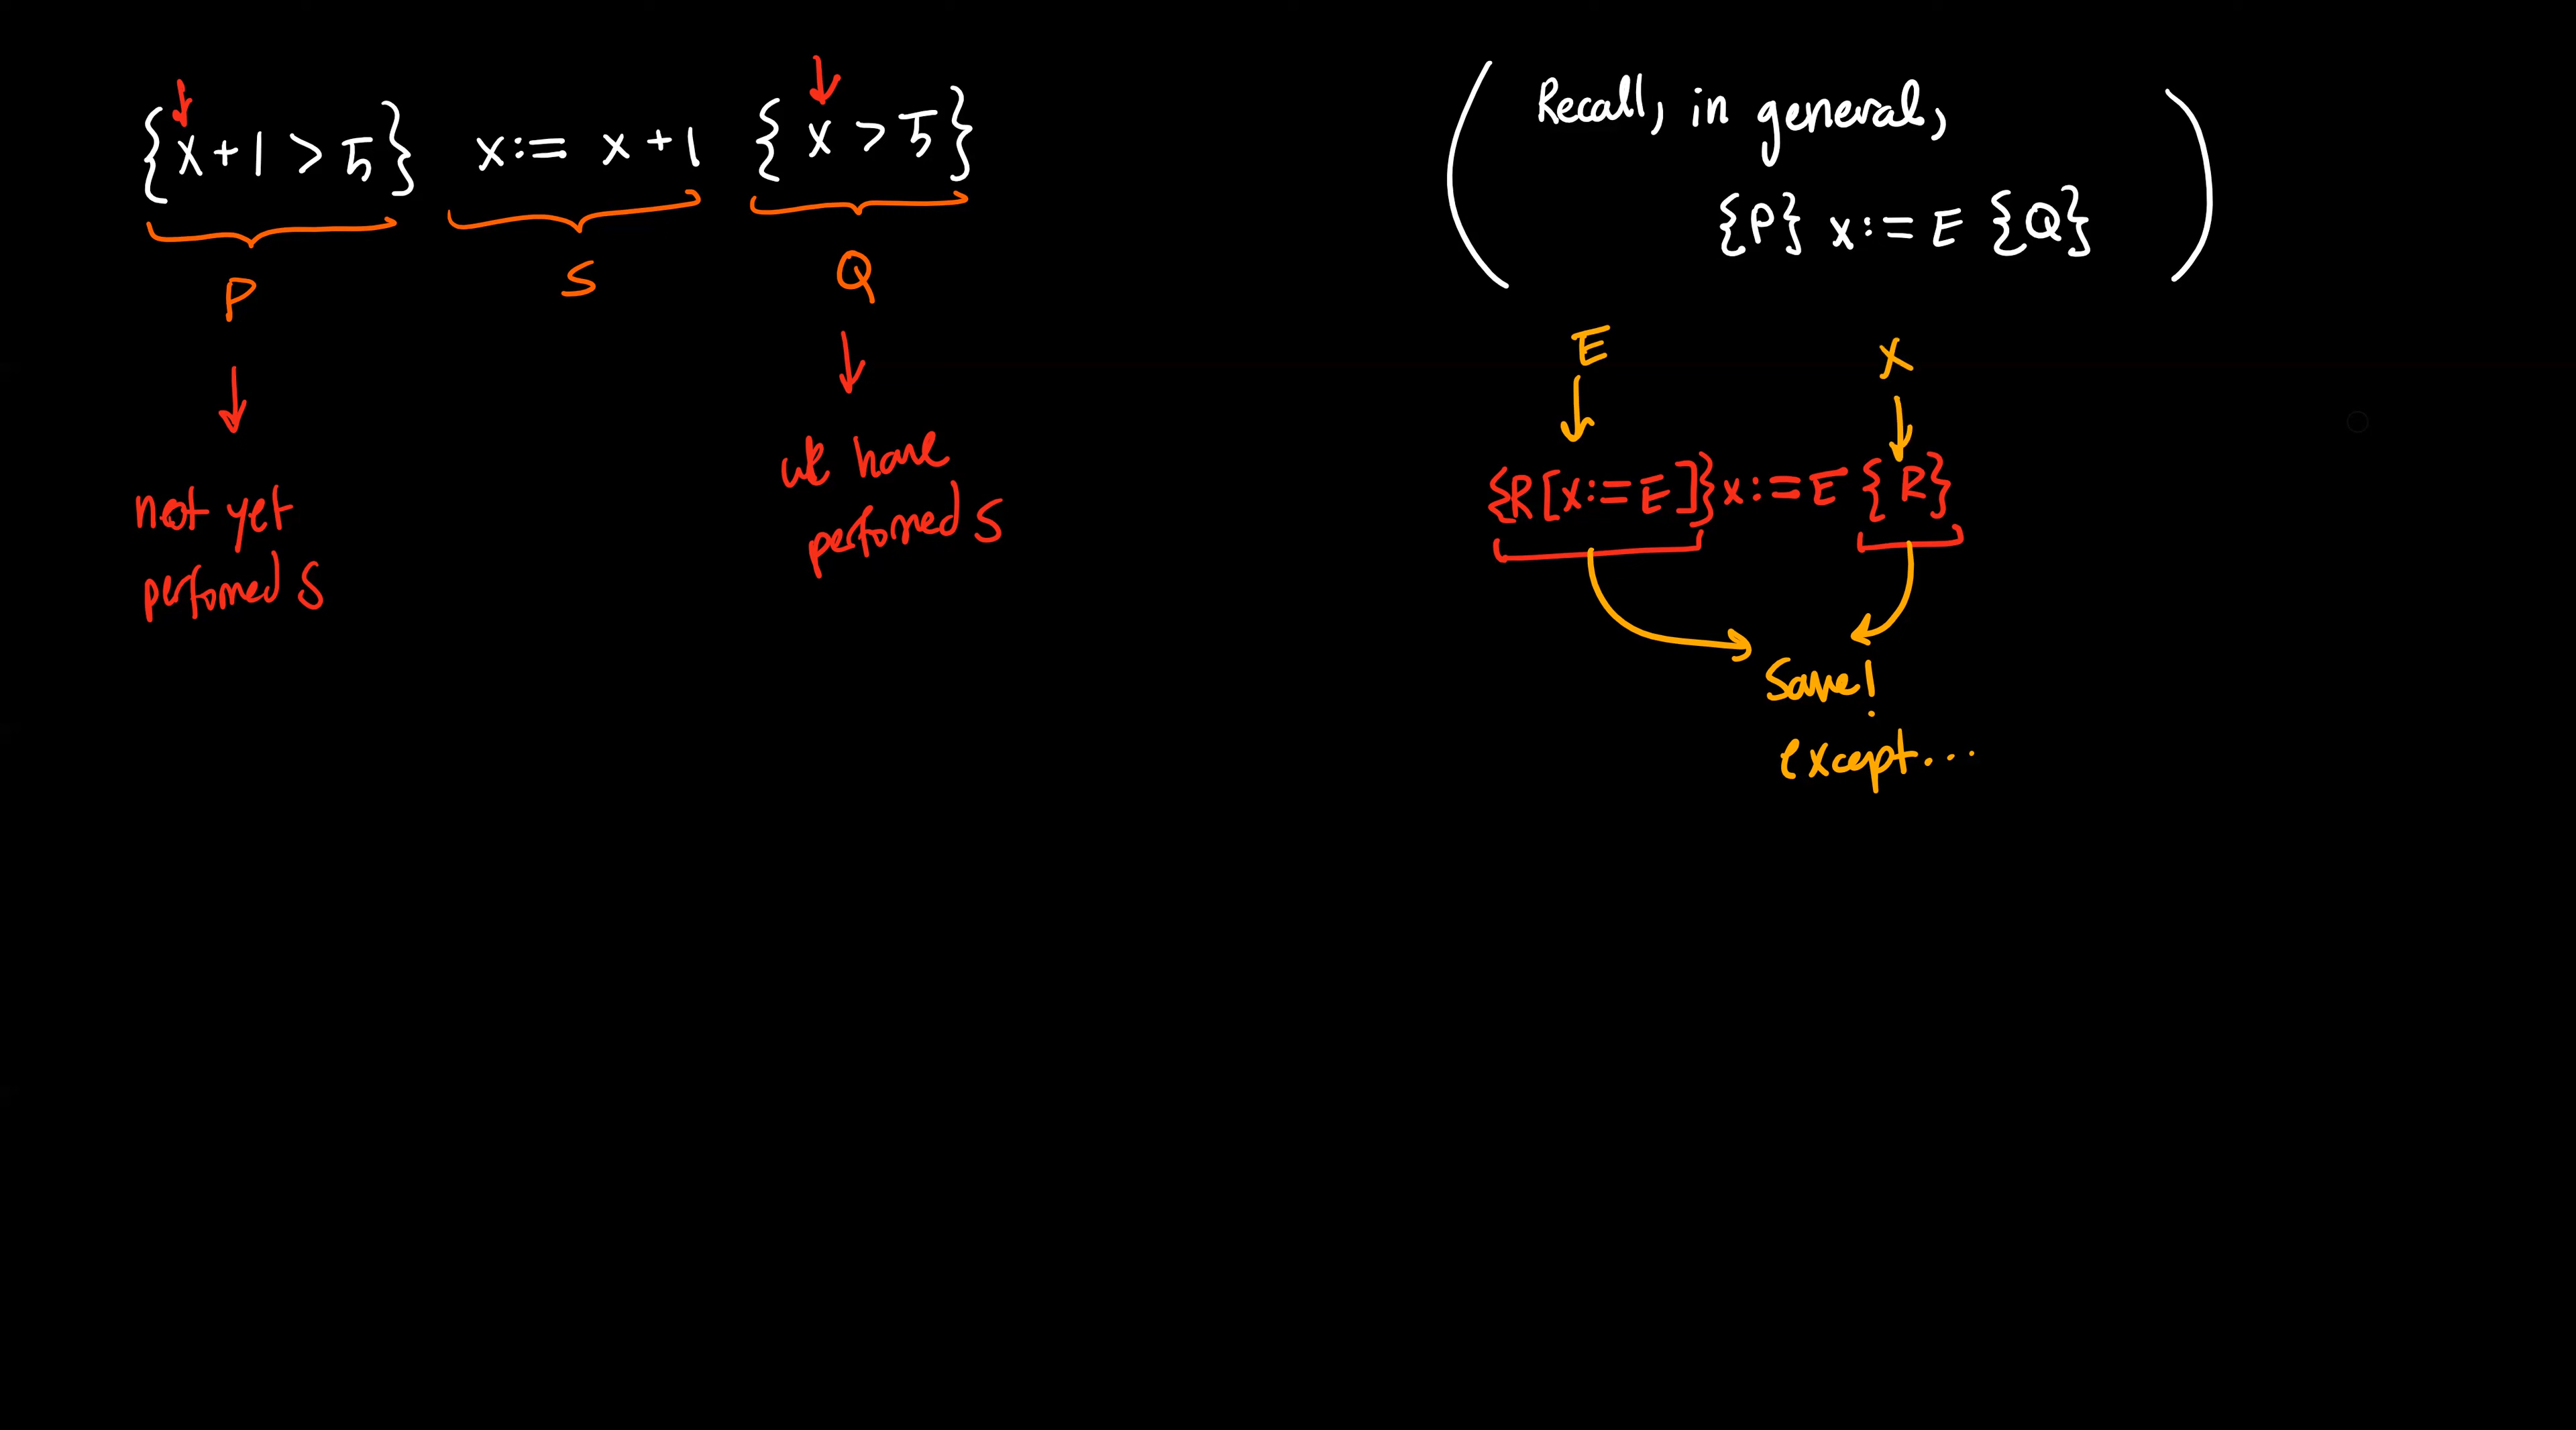 {x+1 > 5} x := x+1 {x > 5}
P S Q
not yet
performed S
we have
performed S
(Recall, in general,
{P} x := E {Q})
E x
{R[x := E]} x := E {R}
Same!
except...